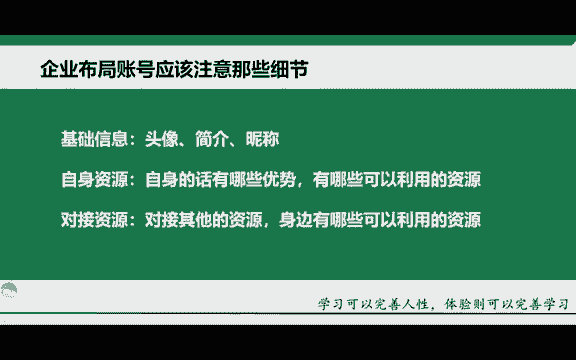 企业布局账号应该注意那些细节
基础信息：头像、简介、昵称
自身资源：自身的话有哪些优势，有哪些可以利用的资源
对接资源：对接其他的资源，身边有哪些可以利用的资源
学习可以完善人性，体验则可以完善学习